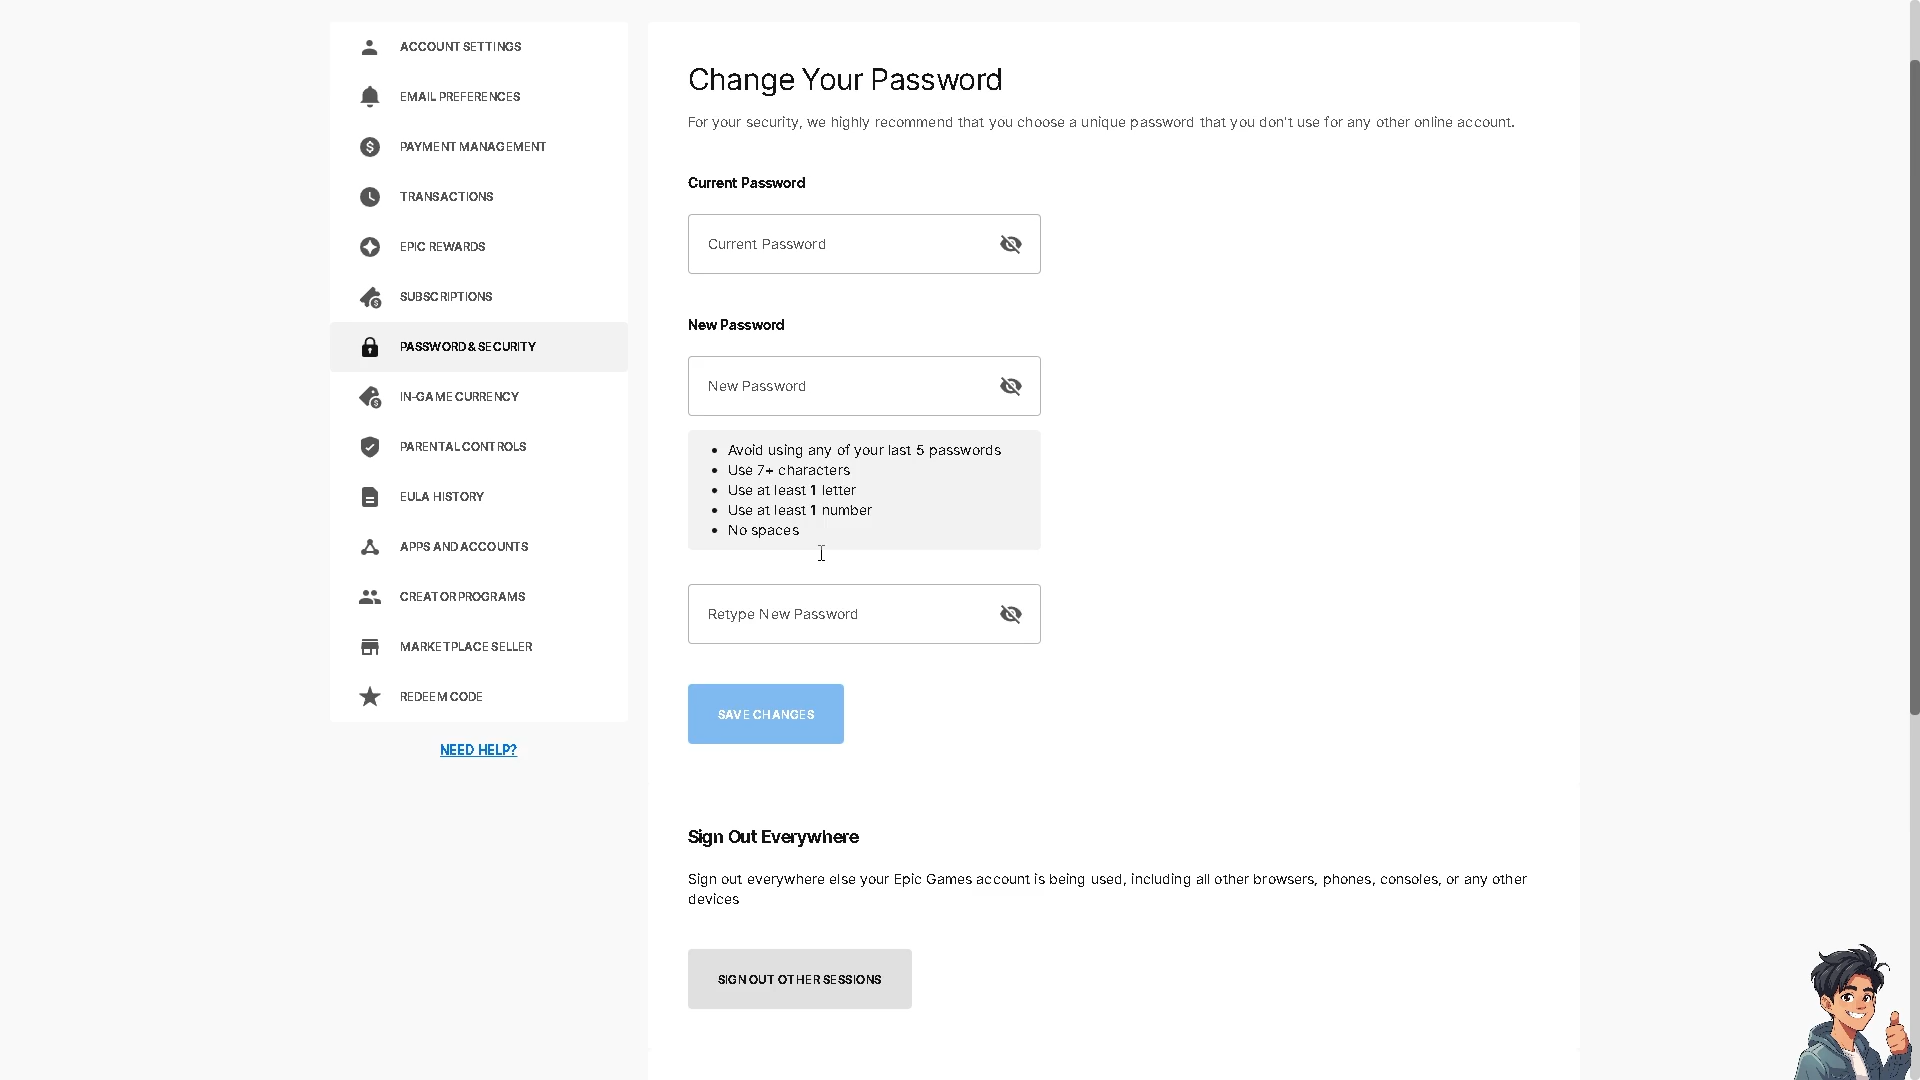 ACCOUNT SETTINGS
EMAIL PREFERENCES
PAYMENT MANAGEMENT
TRANSACTIONS
EPIC REWARDS
SUBSCRIPTIONS
PASSWORD & SECURITY
IN-GAME CURRENCY
PARENTAL CONTROLS
EULA HISTORY
APPS AND ACCOUNTS
CREATOR PROGRAMS
MARKETPLACE SELLER
REDEEM CODE
NEED HELP?
Change Your Password
For your security, we highly recommend that you choose a unique password that you don't use for any other online account.
Current Password
Current Password
New Password
New Password
• Avoid using any of your last 5 passwords
• Use 7+ characters
• Use at least 1 letter
• Use at least 1 number
• No spaces
Retype New Password
SAVE CHANGES
Sign Out Everywhere
Sign out everywhere else your Epic Games account is being used, including all other browsers, phones, consoles, or any other
devices
SIGN OUT OTHER SESSIONS